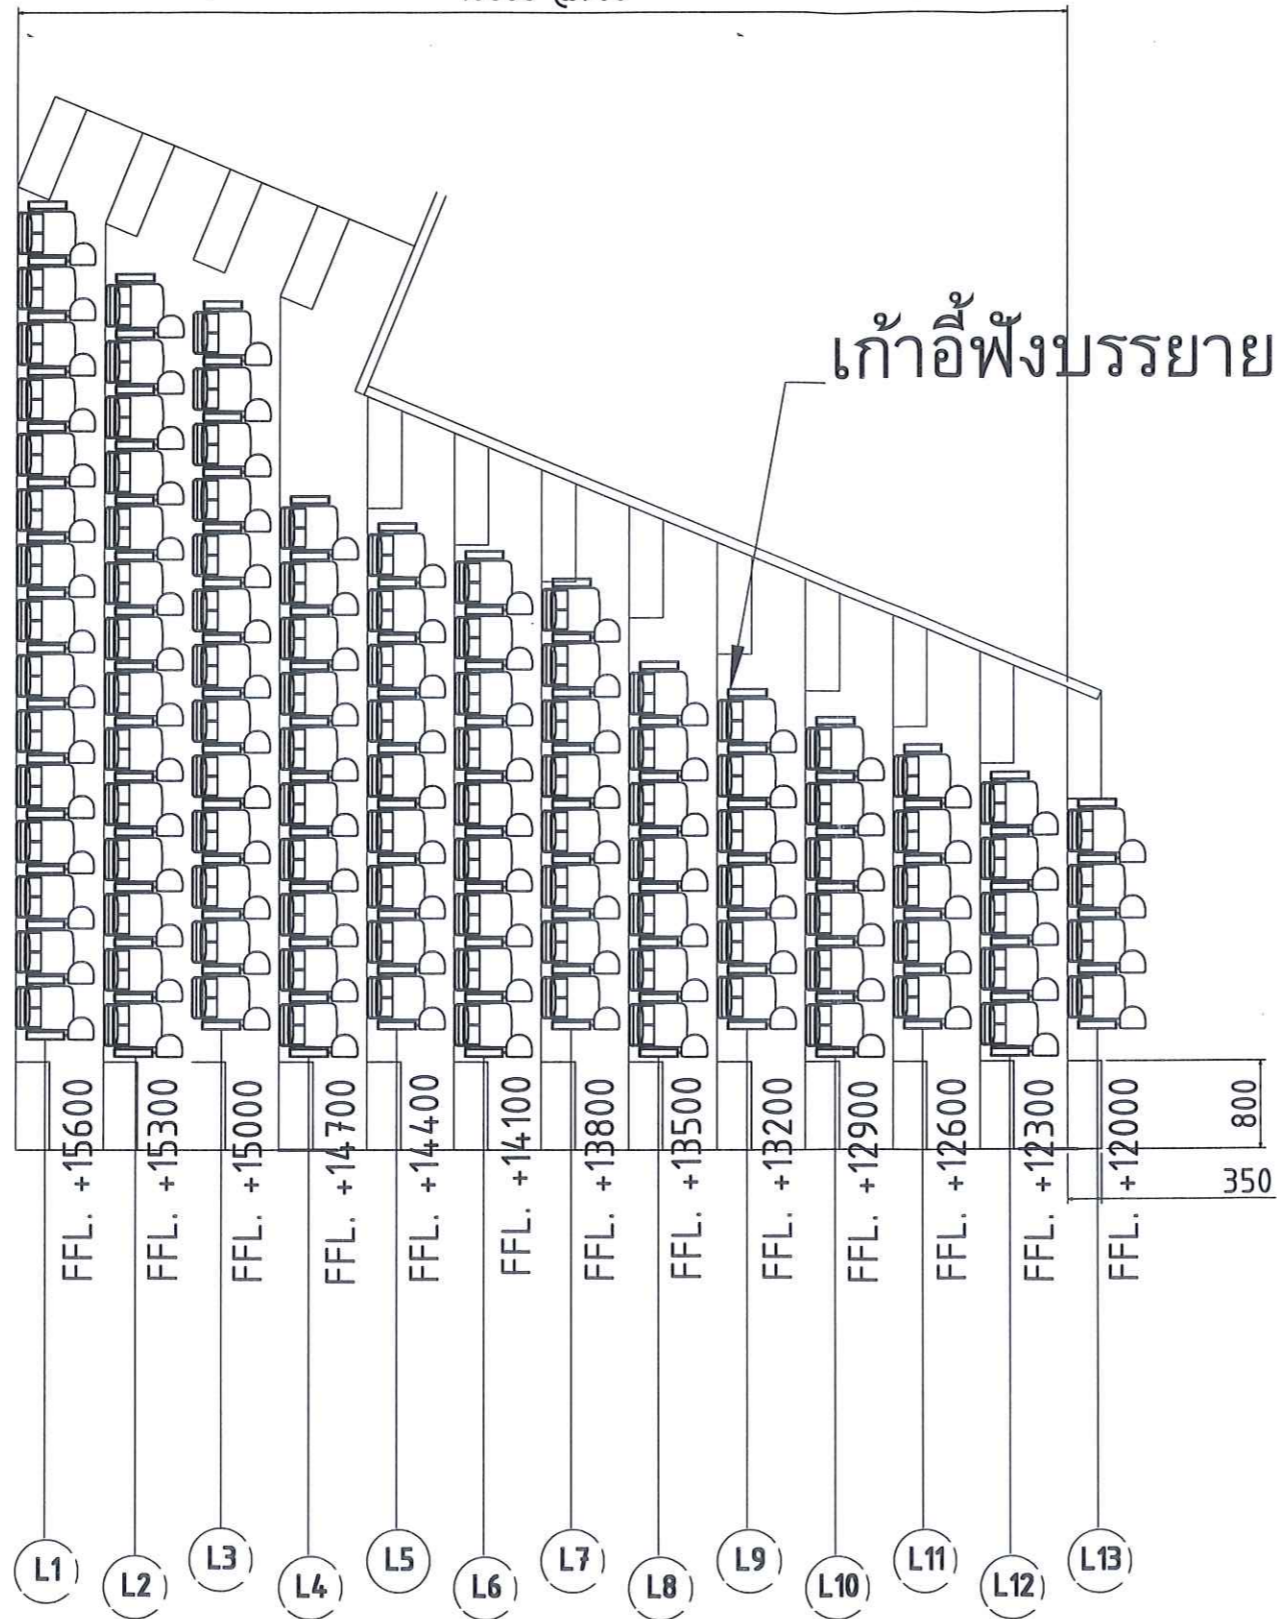 เก้าอี้ฟังบรรยาย
FFL. +15600
FFL. +15300
FFL. +15000
FFL. +14700
FFL. +14400
FFL. +14100
FFL. +13800
FFL. +13500
FFL. +13200
FFL. +12900
FFL. +12600
FFL. +12300
FFL. +12000
800
350
L1
L2
L3
L4
L5
L6
L7
L8
L9
L10
L11
L12
L13